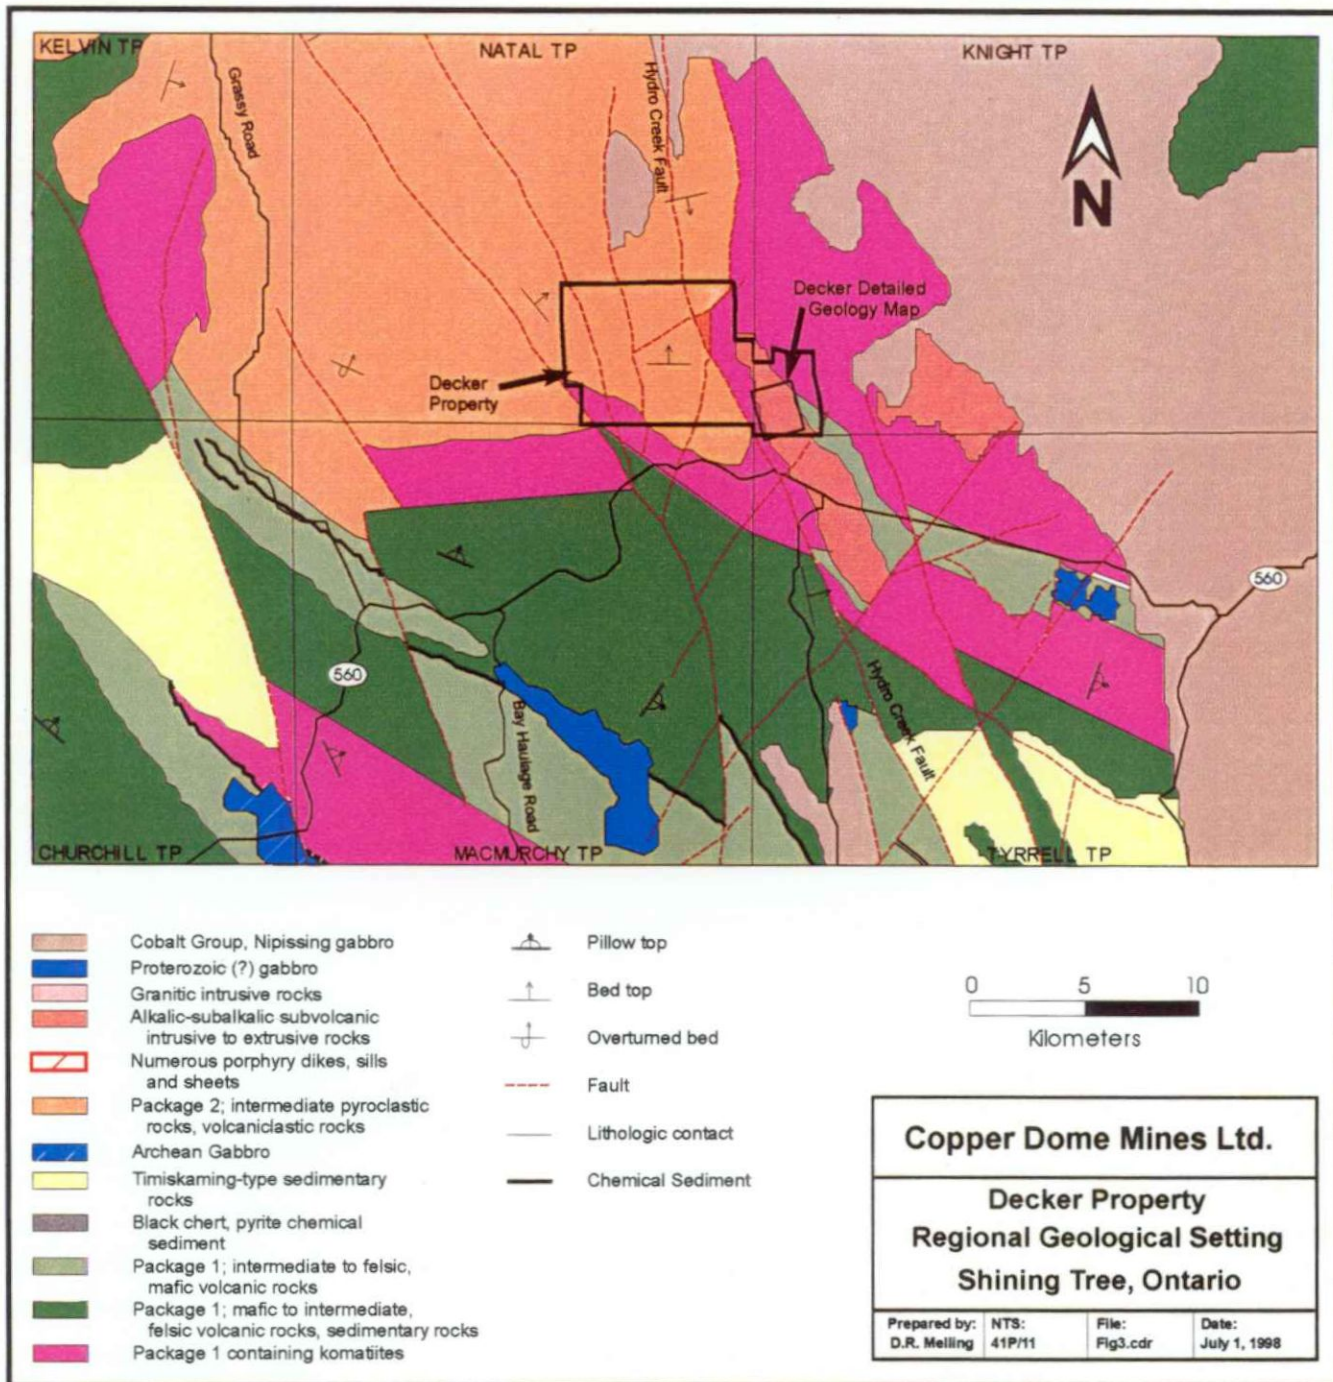 KELVIN TP
NATAL TP
KNIGHT TP
Grassy Road
Hydro Creek Fault
N
Decker Detailed
Geology Map
Decker
Property
560
560
Bay Haulage Road
Hydro Creek Fault
CHURCHILL TP
MACMURCHY TP
TYRRELL TP
Cobalt Group, Nipissing gabbro
Proterozoic (?) gabbro
Granitic intrusive rocks
Alkalic-subalkalic subvolcanic
intrusive to extrusive rocks
Numerous porphyry dikes, sills
and sheets
Package 2; intermediate pyroclastic
rocks, volcaniclastic rocks
Archean Gabbro
Timiskaming-type sedimentary
rocks
Black chert, pyrite chemical
sediment
Package 1; intermediate to felsic,
mafic volcanic rocks
Package 1; mafic to intermediate,
felsic volcanic rocks, sedimentary rocks
Package 1 containing komatiites
Pillow top
Bed top
Overturned bed
Fault
Lithologic contact
Chemical Sediment
0 5 10
Kilometers
Copper Dome Mines Ltd.
Decker Property
Regional Geological Setting
Shining Tree, Ontario
Prepared by: NTS: File: Date:
D.R. Melling 41P/11 Fig3.cdr July 1, 1998